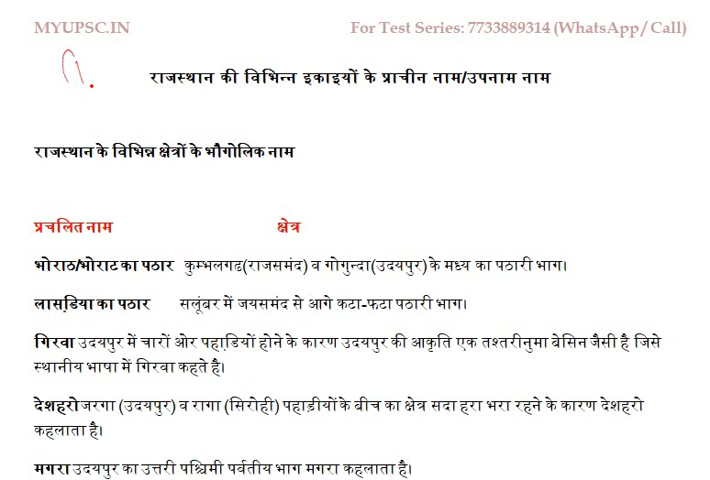 MYUPSC.IN For Test Series: 7733889314 (WhatsApp / Call)
राजस्थान की विभिन्न इकाइयों के प्राचीन नाम/उपनाम नाम
राजस्थान के विभिन्न क्षेत्रों के भौगोलिक नाम
प्रचलित नाम क्षेत्र
भोराठ/भोराट का पठार कुम्भलगढ(राजसमंद) व गोगुन्दा(उदयपुर) के मध्य का पठारी भाग।
लासडि़या का पठार सलूंबर में जयसमंद से आगे कटा-फटा पठारी भाग।
गिरवा उदयपुर में चारों ओर पहाडि़यों होने के कारण उदयपुर की आकृति एक तश्तरीनुमा बेसिन जैसी है जिसे
स्थानीय भाषा में गिरवा कहते है।
देशहरो जरगा (उदयपुर) व रागा (सिरोही) पहाड़ीयों के बीच का क्षेत्र सदा हरा भरा रहने के कारण देशहरो
कहलाता है।
मगरा उदयपुर का उत्तरी पश्चिमी पर्वतीय भाग मगरा कहलाता है।